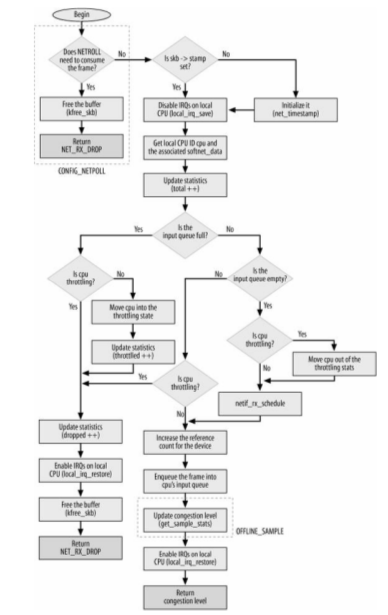 Begin
Does NETROLL
need to consume
the frame?
No
Yes
Free the buffer
(kfree_skb)
Return
NET_RX_DROP
CONFIG_NETPOLL
Is skb -> stamp
set?
No
Yes
Initialize it
(net_timestamp)
Disable IRQs on local
CPU (local_irq_save)
Get local CPU ID cpu and
the associated softnet_data
Update statistics
(total ++)
Is the
input queue full?
Yes
No
Is cpu
throttling?
No
Yes
Move cpu into the
throttling state
Update statistics
(throttled ++)
Is the
input queue empty?
No
Yes
Is cpu
throttling?
Yes
No
Move cpu out of the
throttling stats
netif_rx_schedule
Is cpu
throttling?
Yes
No
Update statistics
(dropped ++)
Enable IRQs on local
CPU (local_irq_restore)
Free the buffer
(kfree_skb)
Return
NET_RX_DROP
Increase the reference
count for the device
Enqueue the frame into
cpu's input queue
Update congestion level
(get_sample_stats)
OFFLINE_SAMPLE
Enable IRQs on local
CPU (local_irq_restore)
Return
congestion level